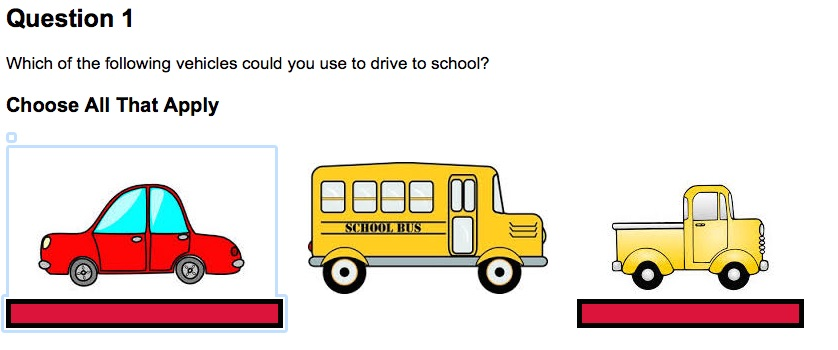 Question 1
Which of the following vehicles could you use to drive to school?
Choose All That Apply
SCHOOL BUS